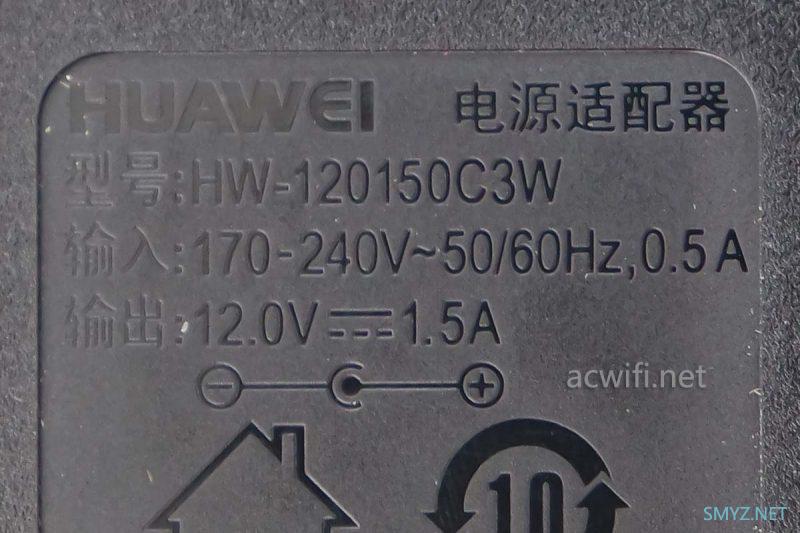 HUAWEI 电源适配器
型号:HW-120150C3W
输入:170-240V~50/60Hz,0.5A
输出:12.0V⎓1.5A
acwifi.net
10
SMYZ.NET